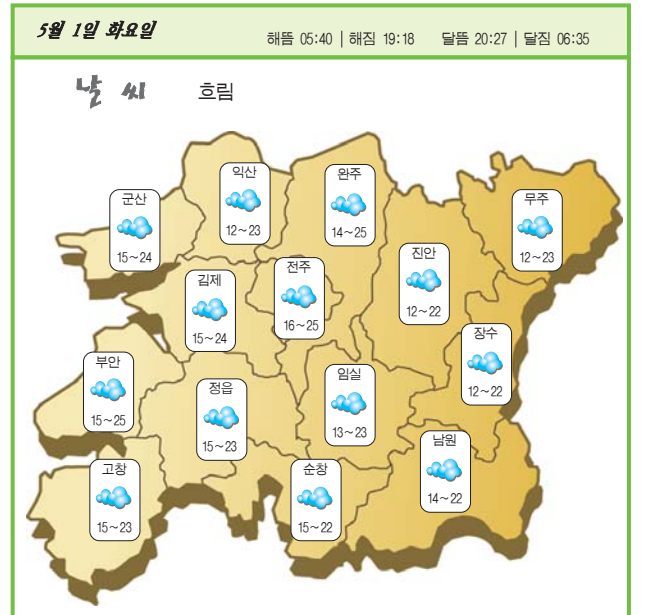 5월 1일 화요일
해뜸 05:40 | 해짐 19:18 달뜸 20:27 | 달짐 06:35
날 씨 흐림
군산
15~24
익산
12~23
완주
14~25
무주
12~23
진안
12~22
전주
16~25
김제
15~24
장수
12~22
부안
15~25
정읍
15~23
임실
13~23
남원
14~22
고창
15~23
순창
15~22